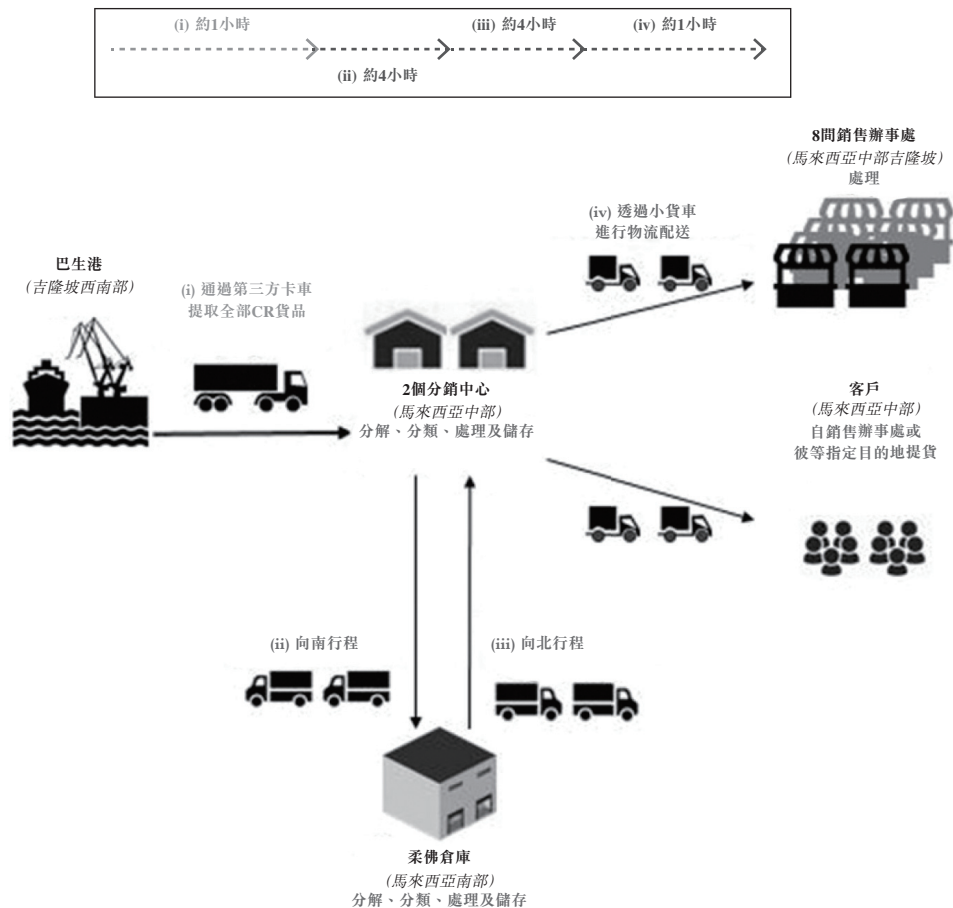 (i) 約1小時
(iii) 約4小時
(iv) 約1小時
(ii) 約4小時
8間銷售辦事處
(馬來西亞中部吉隆坡)
處理
(iv) 透過小貨車
進行物流配送
巴生港
(吉隆坡西南部)
(i) 通過第三方卡車
提取全部CR貨品
2個分銷中心
(馬來西亞中部)
分解、分類、處理及儲存
客戶
(馬來西亞中部)
自銷售辦事處或
彼等指定目的地提貨
(ii) 向南行程
(iii) 向北行程
柔佛倉庫
(馬來西亞南部)
分解、分類、處理及儲存